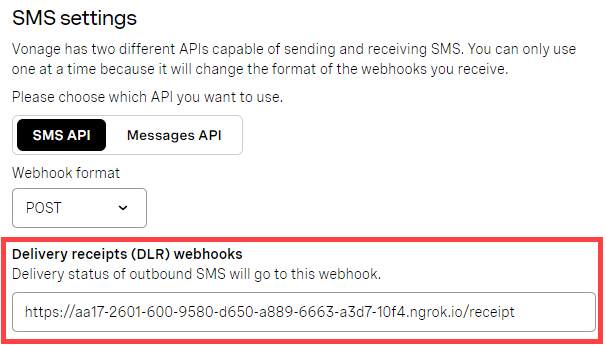 SMS settings
Vonage has two different APIs capable of sending and receiving SMS. You can only use
one at a time because it will change the format of the webhooks you receive.
Please choose which API you want to use.
SMS API Messages API
Webhook format
POST
Delivery receipts (DLR) webhooks
Delivery status of outbound SMS will go to this webhook.
https://aa17-2601-600-9580-d650-a889-6663-a3d7-10f4.ngrok.io/receipt